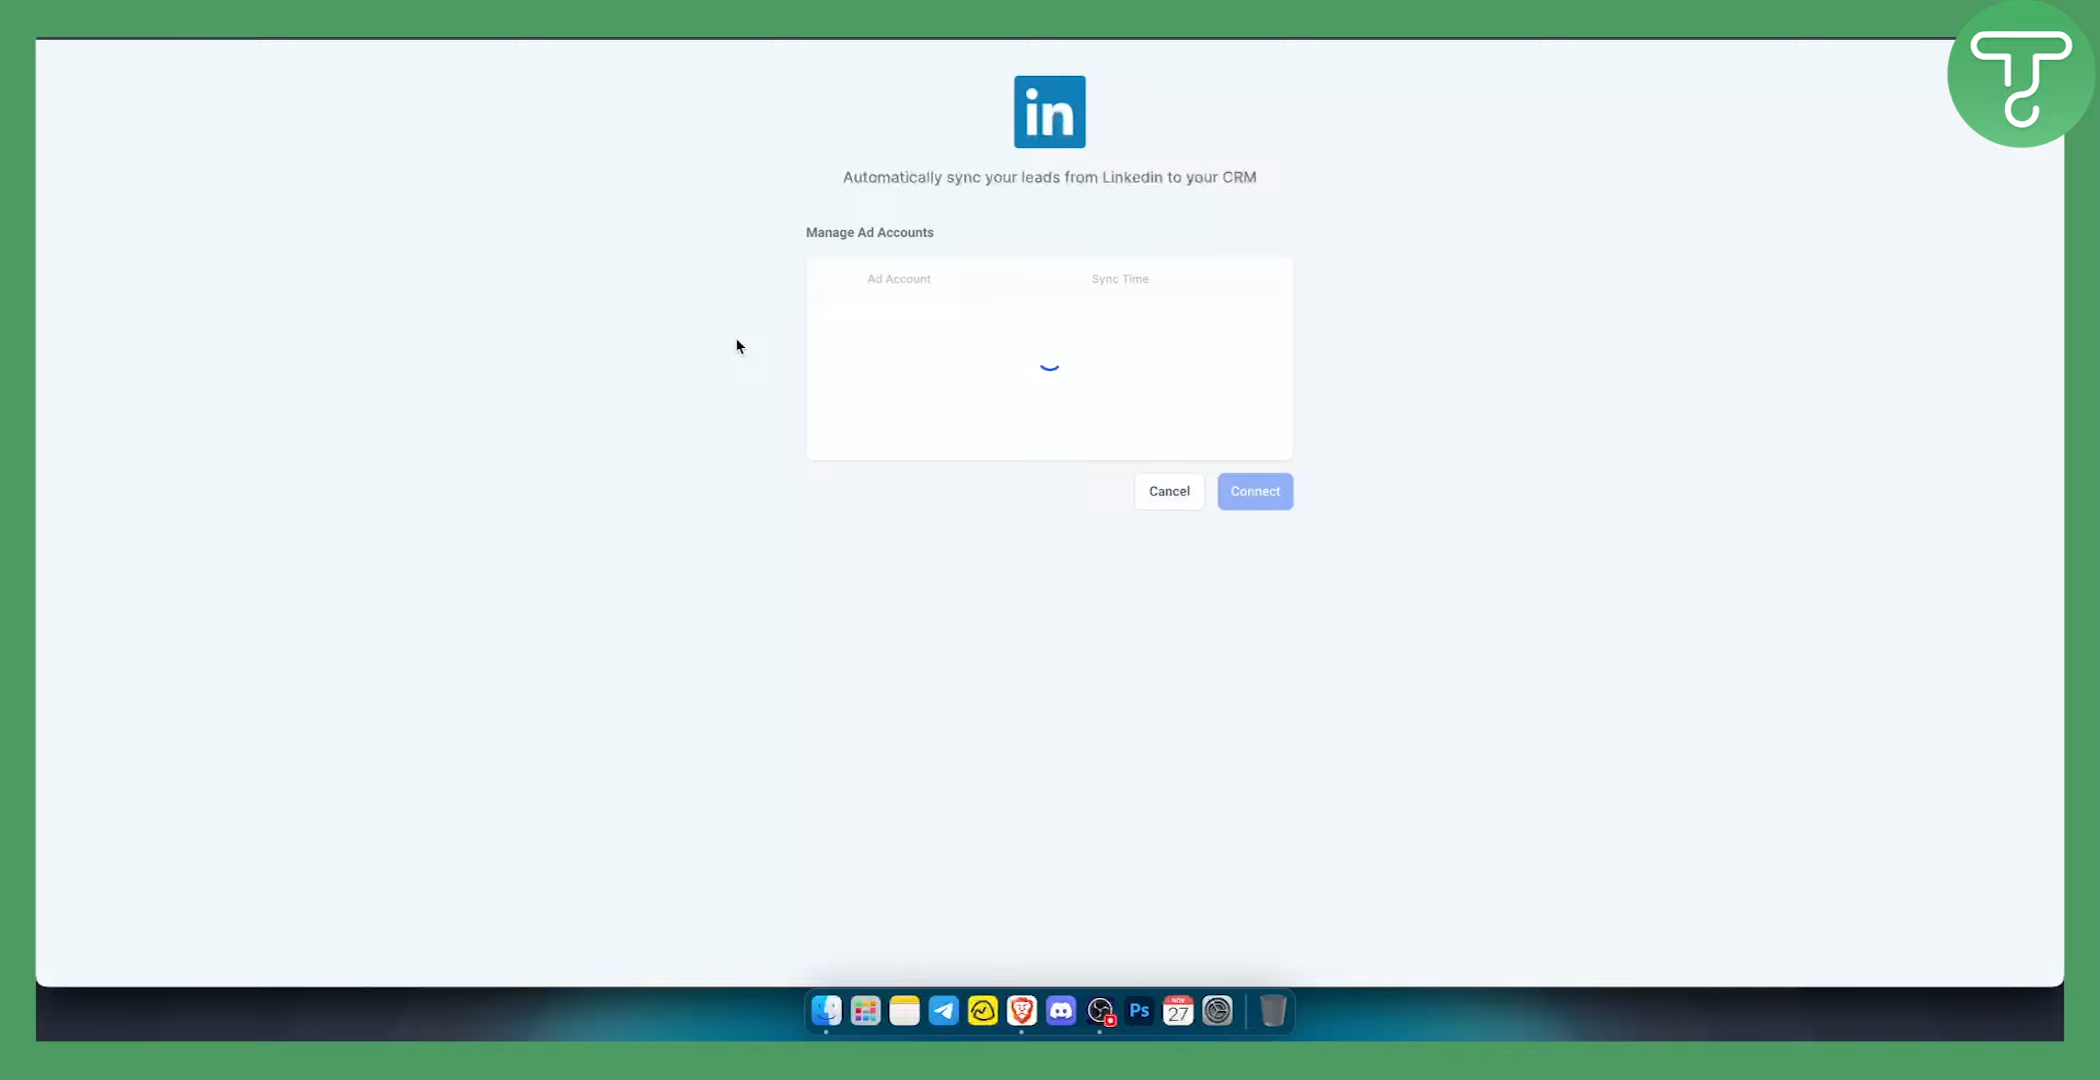 in
Automatically sync your leads from Linkedin to your CRM
Manage Ad Accounts
Ad Account Sync Time
Cancel Connect
Ps
NOV
27